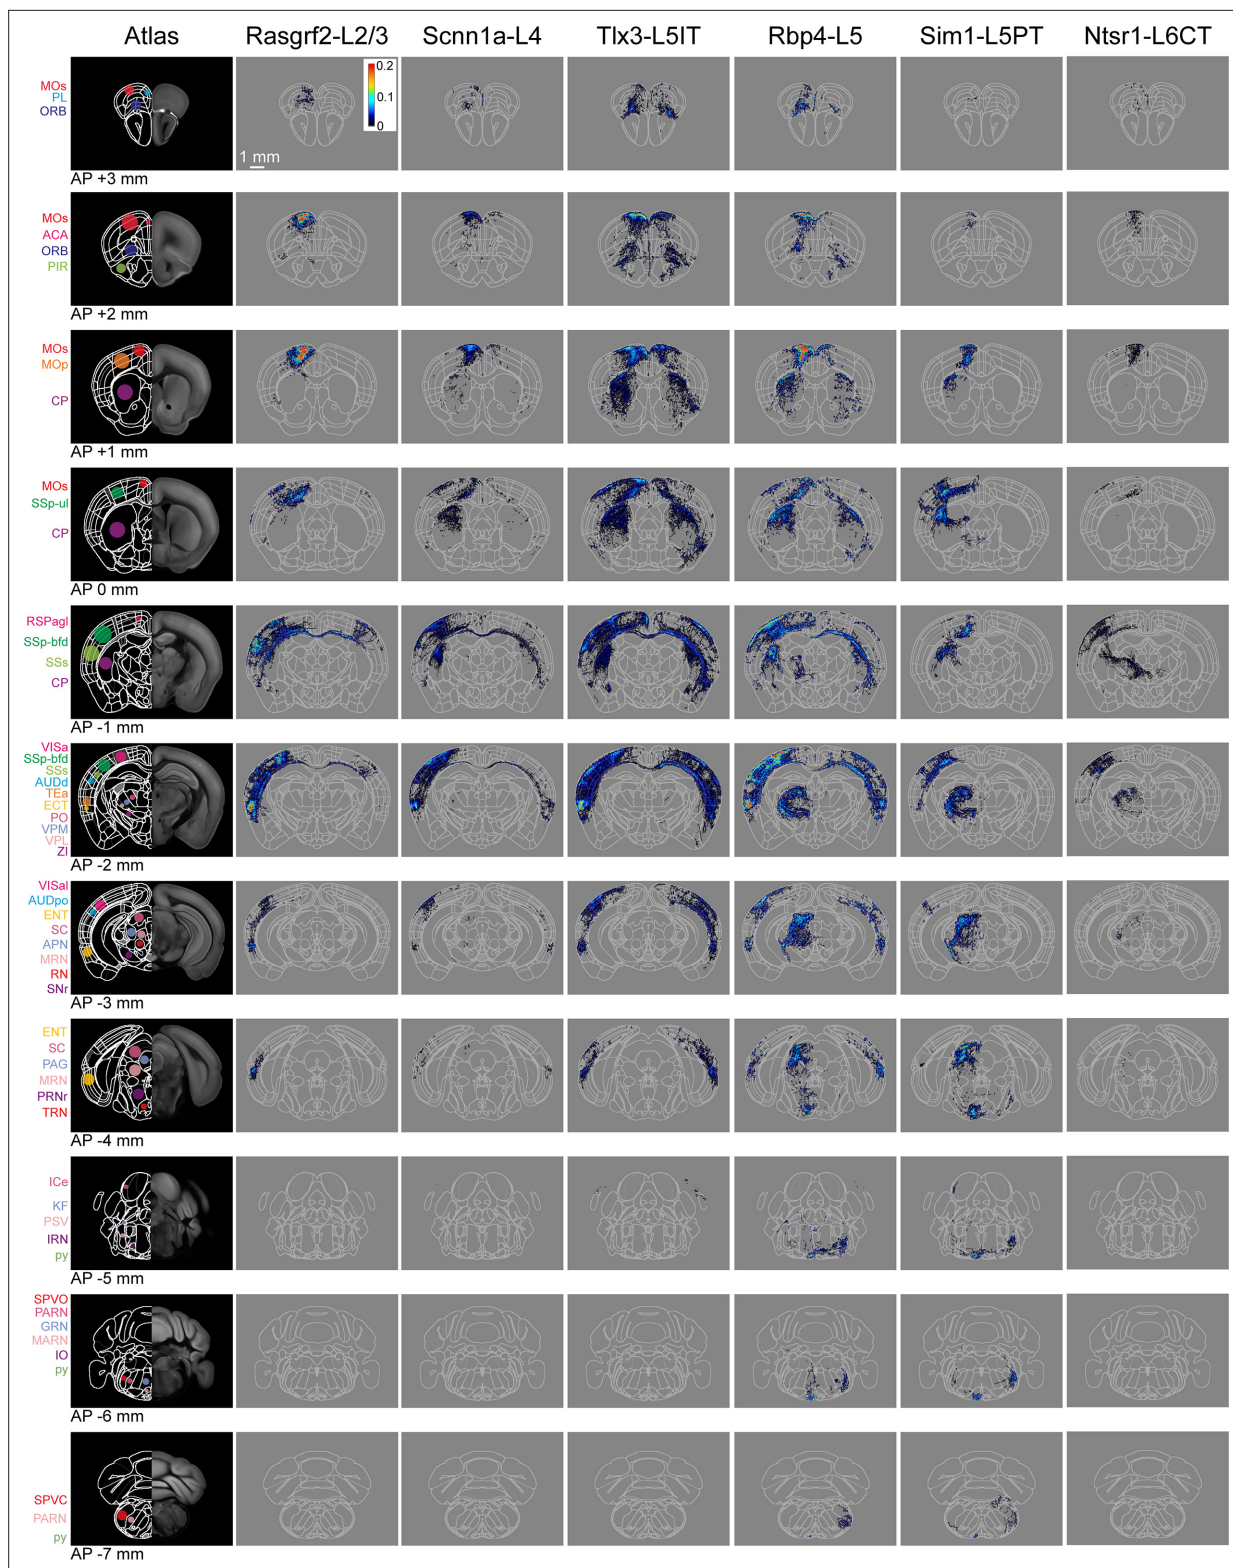 Atlas Rasgrf2-L2/3 Scnn1a-L4 Tlx3-L5IT Rbp4-L5 Sim1-L5PT Ntsr1-L6CT
0.2
0.1
0
1 mm
MOs
PL
ORB
AP +3 mm
MOs
ACA
ORB
PIR
AP +2 mm
MOs
MOp
CP
AP +1 mm
MOs
SSp-ul
CP
AP 0 mm
RSPagl
SSp-bfd
SSs
CP
AP -1 mm
VISa
SSp-bfd
SSs
AUDd
TEa
ECT
PO
VPM
VPL
ZI
AP -2 mm
VISal
AUDpo
ENT
SC
APN
MRN
RN
SNr
AP -3 mm
ENT
SC
PAG
MRN
PRNr
TRN
AP -4 mm
ICe
KF
PSV
IRN
py
AP -5 mm
SPVO
PARN
GRN
MARN
IO
py
AP -6 mm
SPVC
PARN
py
AP -7 mm